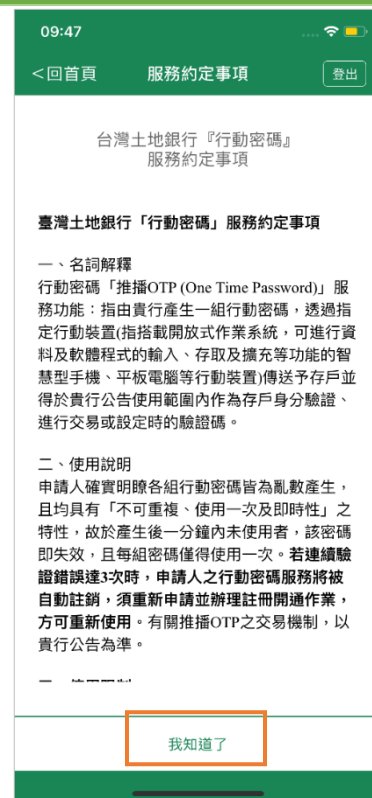 09:47
<回首頁 服務約定事項 登出
台灣土地銀行『行動密碼』
服務約定事項
臺灣土地銀行「行動密碼」服務約定事項
一、名詞解釋
行動密碼「推播OTP (One Time Password)」服
務功能：指由貴行產生一組行動密碼，透過指
定行動裝置(指搭載開放式作業系統，可進行資
料及軟體程式的輸入、存取及擴充等功能的智
慧型手機、平板電腦等行動裝置)傳送予存戶並
得於貴行公告使用範圍內作為存戶身分驗證、
進行交易或設定時的驗證碼。
二、使用說明
申請人確實明瞭各組行動密碼皆為亂數產生，
且均具有「不可重複、使用一次及即時性」之
特性，故於產生後一分鐘內未使用者，該密碼
即失效，且每組密碼僅得使用一次。若連續驗
證錯誤達3次時，申請人之行動密碼服務將被
自動註銷，須重新申請並辦理註冊開通作業，
方可重新使用。有關推播OTP之交易機制，以
貴行公告為準。
我知道了